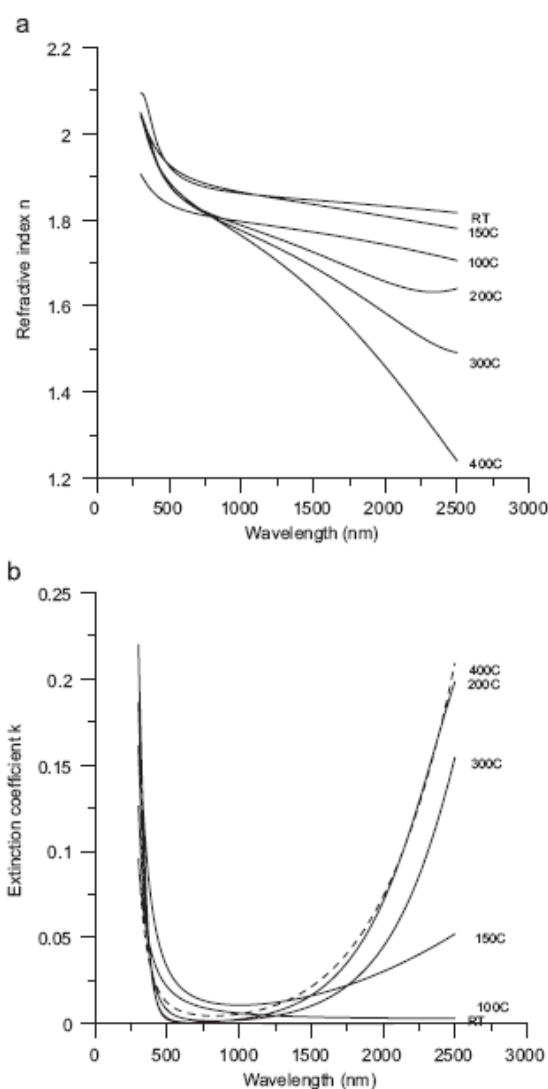 a
2.2
2
1.8
1.6
1.4
1.2
Refractive index n
RT
150C
100C
200C
300C
400C
0 500 1000 1500 2000 2500 3000
Wavelength (nm)
b
0.25
0.2
0.15
0.1
0.05
0
Extinction coefficient k
400C
200C
300C
150C
100C
RT
0 500 1000 1500 2000 2500 3000
Wavelength (nm)